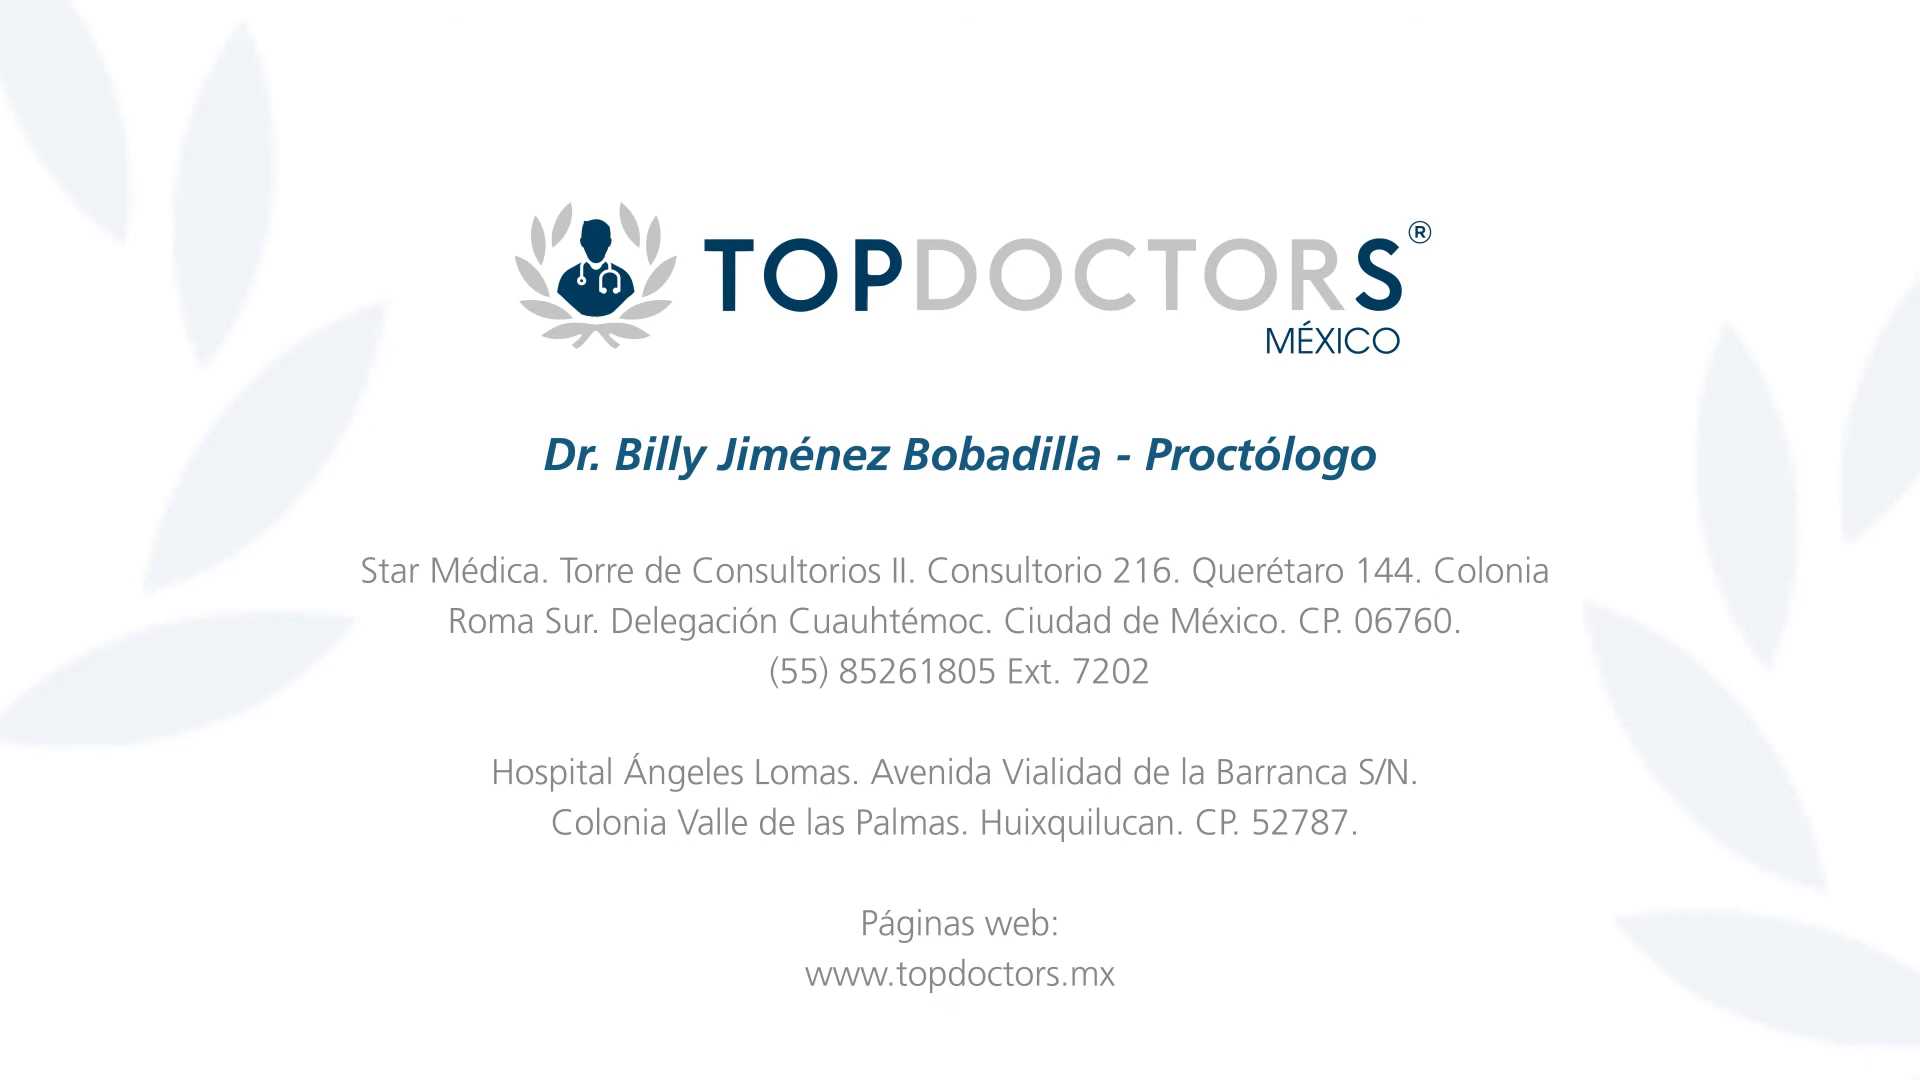 TOPDOCTORS®
MÉXICO
Dr. Billy Jiménez Bobadilla - Proctólogo
Star Médica. Torre de Consultorios II. Consultorio 216. Querétaro 144. Colonia
Roma Sur. Delegación Cuauhtémoc. Ciudad de México. CP. 06760.
(55) 85261805 Ext. 7202
Hospital Ángeles Lomas. Avenida Vialidad de la Barranca S/N.
Colonia Valle de las Palmas. Huixquilucan. CP. 52787.
Páginas web:
www.topdoctors.mx